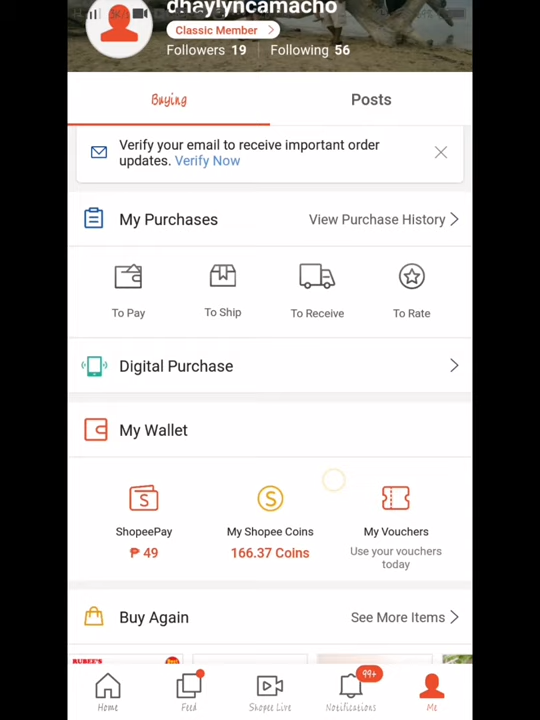 dhaylyncamacho
Classic Member >
Followers 19 Following 56
Buying Posts
Verify your email to receive important order
updates. Verify Now
My Purchases View Purchase History >
To Pay To Ship To Receive To Rate
Digital Purchase >
My Wallet
ShopeePay My Shopee Coins My Vouchers
₱ 49 166.37 Coins Use your vouchers
today
Buy Again See More Items >
99+
Home Feed Shopee Live Notifications Me